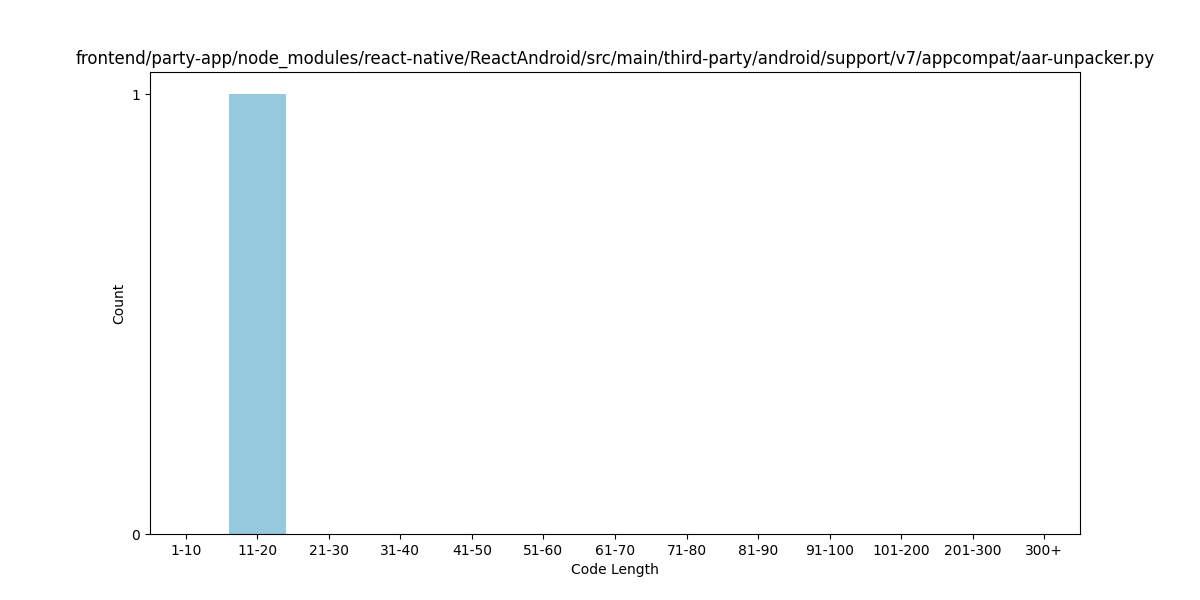 frontend/party-app/node_modules/react-native/ReactAndroid/src/main/third-party/android/support/v7/appcompat/aar-unpacker.py
1
Count
0
1-10 11-20 21-30 31-40 41-50 51-60 61-70 71-80 81-90 91-100 101-200 201-300 300+
Code Length